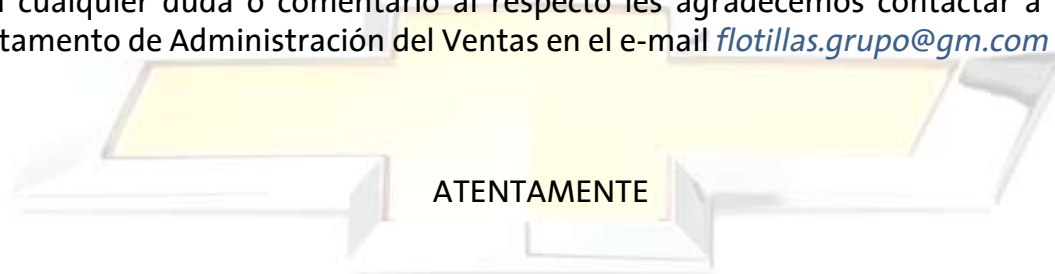 cualquier duda o comentario al respecto les agradecemos contactar a
tamento de Administración del Ventas en el e-mail flotillas.grupo@gm.com
ATENTAMENTE